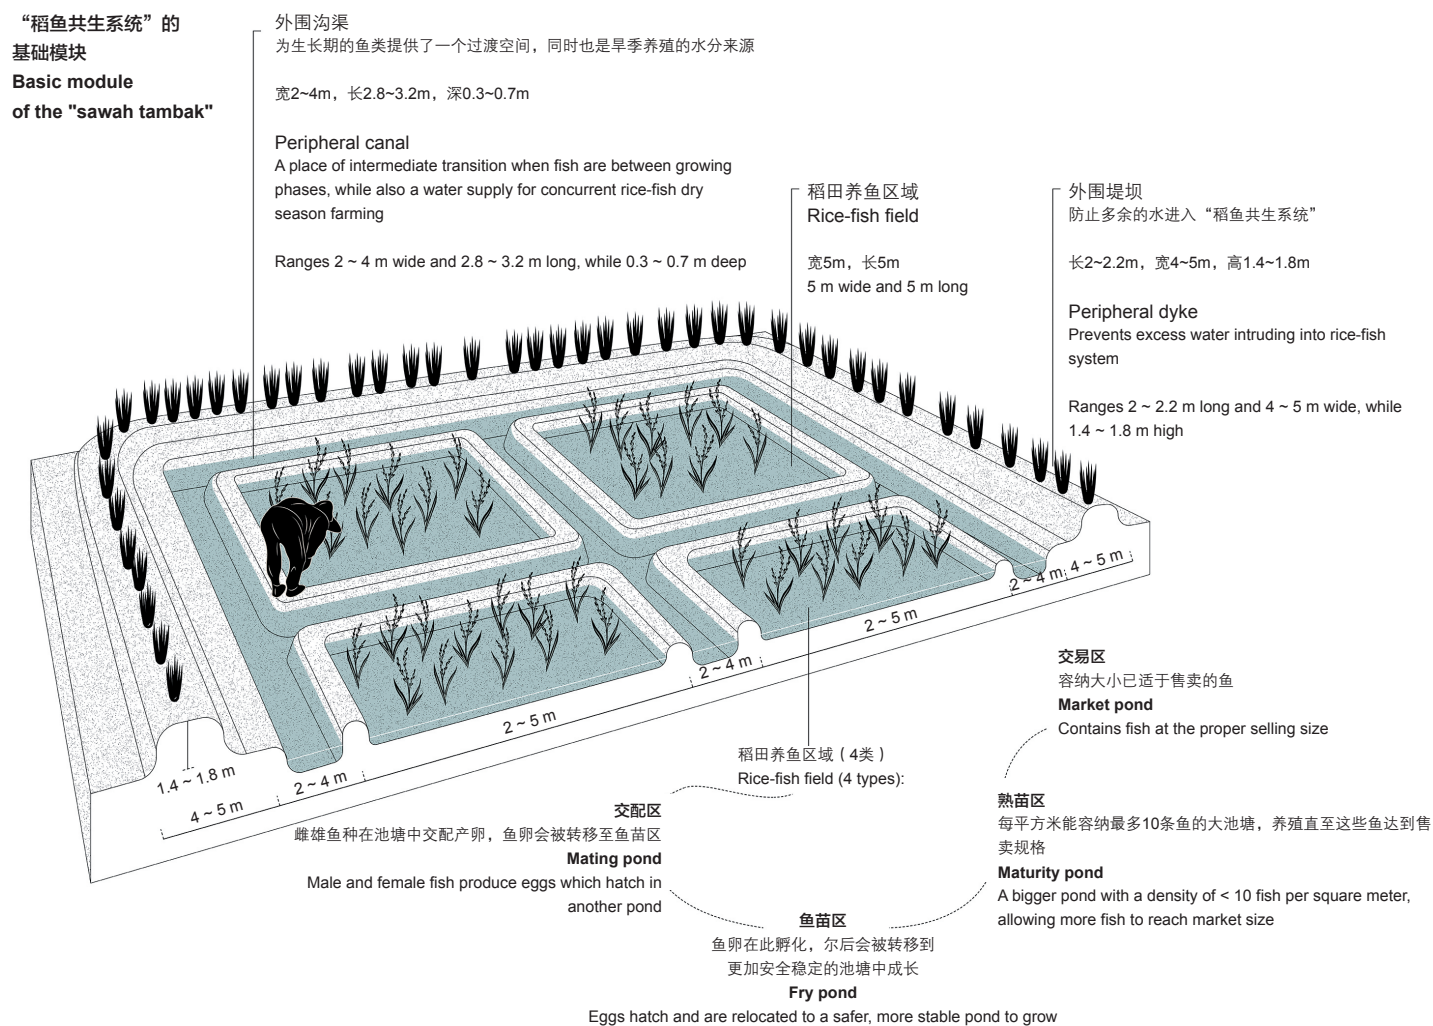 “稻鱼共生系统”的
基础模块
Basic module
of the "sawah tambak"
外围沟渠
为生长期的鱼类提供了一个过渡空间，同时也是旱季养殖的水分来源
宽2~4m，长2.8~3.2m，深0.3~0.7m
Peripheral canal
A place of intermediate transition when fish are between growing
phases, while also a water supply for concurrent rice-fish dry
season farming
Ranges 2 ~ 4 m wide and 2.8 ~ 3.2 m long, while 0.3 ~ 0.7 m deep
稻田养鱼区域
Rice-fish field
宽5m，长5m
5 m wide and 5 m long
外围堤坝
防止多余的水进入“稻鱼共生系统”
长2~2.2m，宽4~5m，高1.4~1.8m
Peripheral dyke
Prevents excess water intruding into rice-fish
system
Ranges 2 ~ 2.2 m long and 4 ~ 5 m wide, while
1.4 ~ 1.8 m high
1.4 ~ 1.8 m
4 ~ 5 m
2 ~ 4 m
2 ~ 5 m
2 ~ 4 m
2 ~ 5 m
2 ~ 4 m
4 ~ 5 m
稻田养鱼区域（4类）
Rice-fish field (4 types):
交配区
雌雄鱼种在池塘中交配产卵，鱼卵会被转移至鱼苗区
Mating pond
Male and female fish produce eggs which hatch in
another pond
鱼苗区
鱼卵在此孵化，尔后会被转移到
更加安全稳定的池塘中成长
Fry pond
Eggs hatch and are relocated to a safer, more stable pond to grow
熟苗区
每平方米能容纳最多10条鱼的大池塘，养殖直至这些鱼达到售
卖规格
Maturity pond
A bigger pond with a density of < 10 fish per square meter,
allowing more fish to reach market size
交易区
容纳大小已适于售卖的鱼
Market pond
Contains fish at the proper selling size